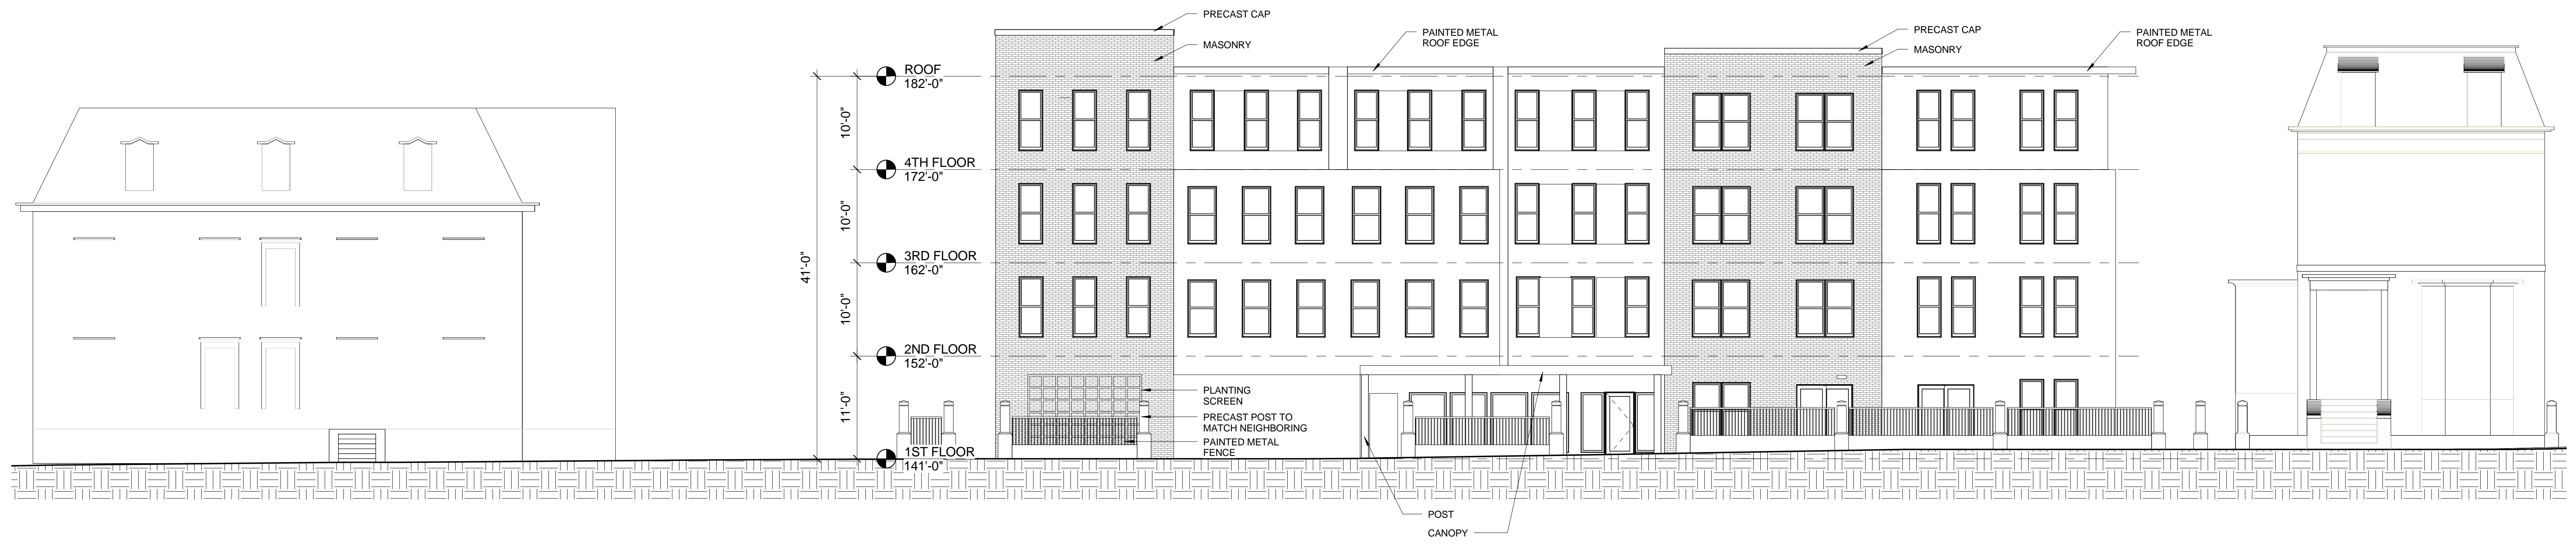 PRECAST CAP
MASONRY
PAINTED METAL
ROOF EDGE
PRECAST CAP
MASONRY
PAINTED METAL
ROOF EDGE
ROOF
182'-0"
10'-0"
4TH FLOOR
172'-0"
10'-0"
41'-0"
3RD FLOOR
162'-0"
10'-0"
2ND FLOOR
152'-0"
11'-0"
PLANTING
SCREEN
PRECAST POST TO
MATCH NEIGHBORING
PAINTED METAL
FENCE
1ST FLOOR
141'-0"
POST
CANOPY